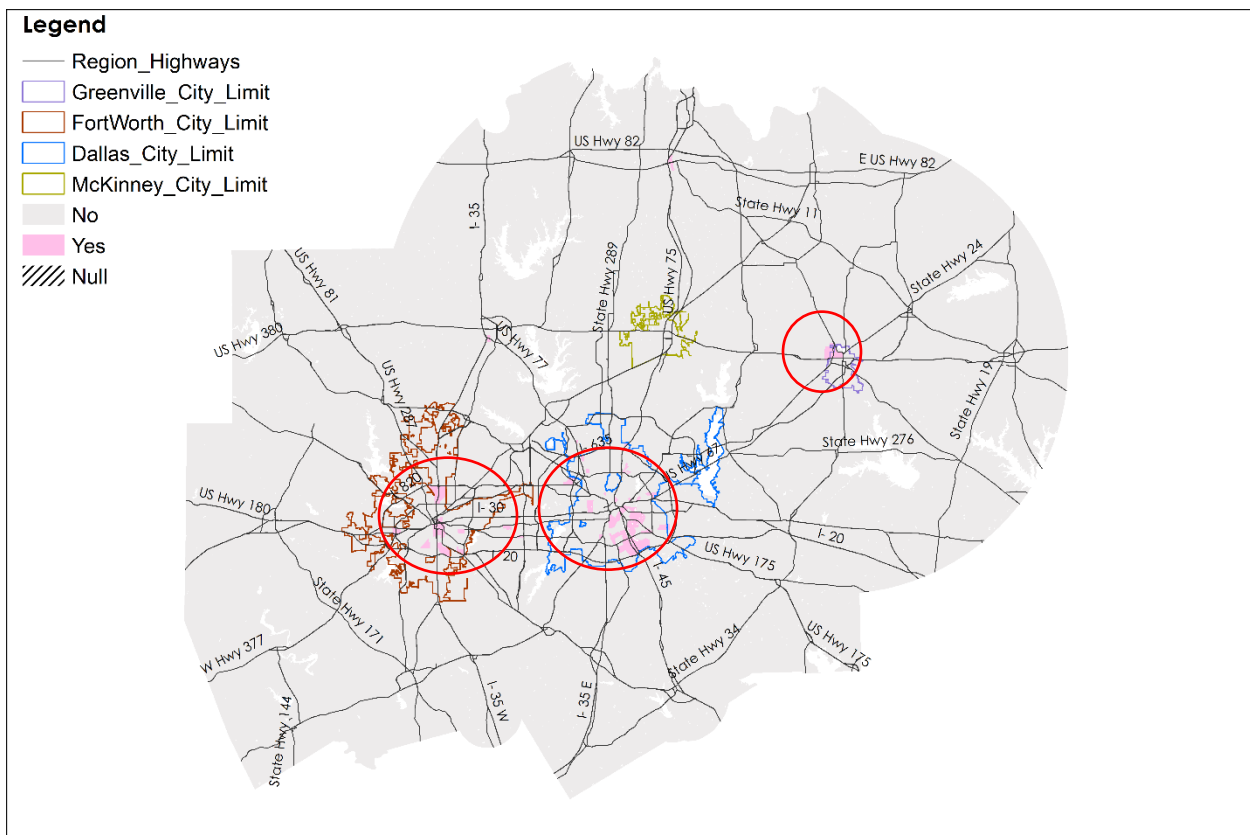 Legend
Region_Highways
Greenville_City_Limit
FortWorth_City_Limit
Dallas_City_Limit
McKinney_City_Limit
No
Yes
Null
US Hwy 82
E US Hwy 82
State Hwy 11
I- 35
State Hwy 24
State Hwy 289
US Hwy 75
US Hwy 81
US Hwy 380
US Hwy 77
State Hwy 19
US Hwy 287
State Hwy 276
635
US Hwy 67
I- 820
US Hwy 180
I- 30
I- 20
20
US Hwy 175
I- 45
State Hwy 171
State Hwy 34
US Hwy 175
W Hwy 377
I- 35 W
I- 35 E
State Hwy 144